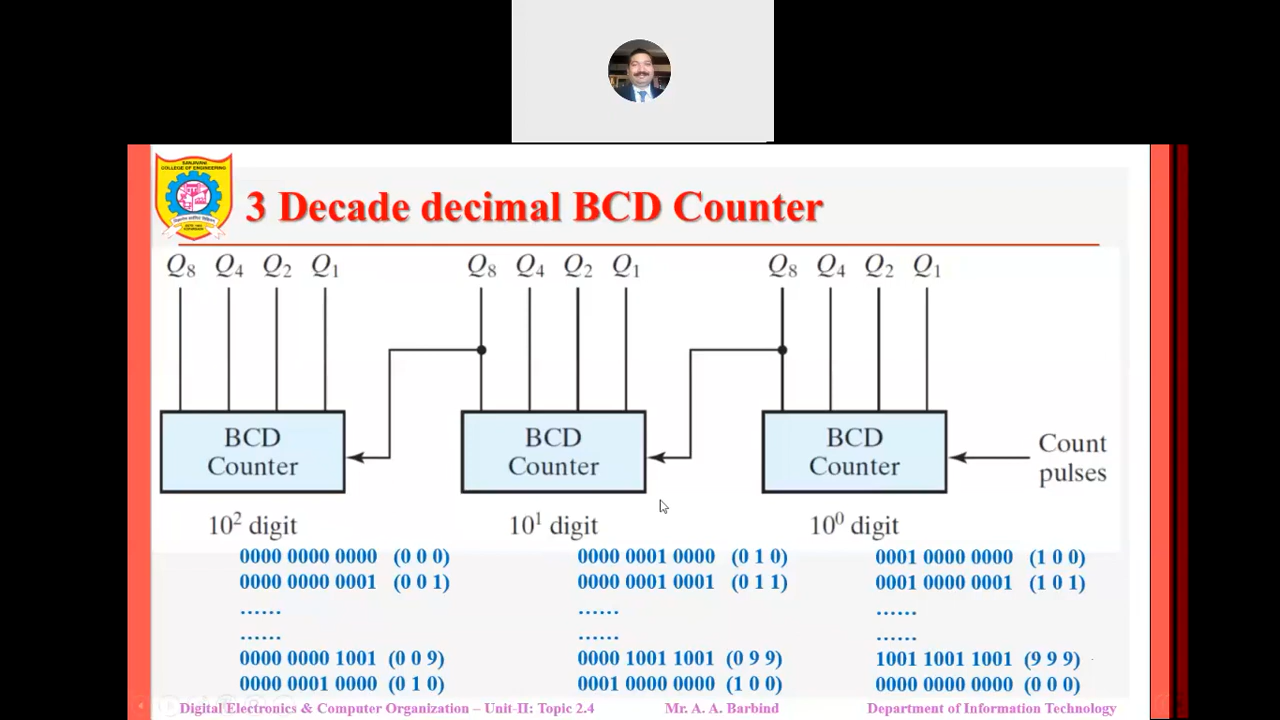 SANJIVANI
COLLEGE OF ENGINEERING
3 Decade decimal BCD Counter
Q8 Q4 Q2 Q1 Q8 Q4 Q2 Q1 Q8 Q4 Q2 Q1
BCD Counter
BCD Counter
BCD Counter
Count pulses
10² digit 10¹ digit 10⁰ digit
0000 0000 0000 (0 0 0)
0000 0000 0001 (0 0 1)
......
......
0000 0000 1001 (0 0 9)
0000 0001 0000 (0 1 0)
0000 0001 0000 (0 1 0)
0000 0001 0001 (0 1 1)
......
......
0000 1001 1001 (0 9 9)
0001 0000 0000 (1 0 0)
0001 0000 0000 (1 0 0)
0001 0000 0001 (1 0 1)
......
......
1001 1001 1001 (9 9 9)
0000 0000 0000 (0 0 0)
Digital Electronics & Computer Organization – Unit-II: Topic 2.4 Mr. A. A. Barbind Department of Information Technology